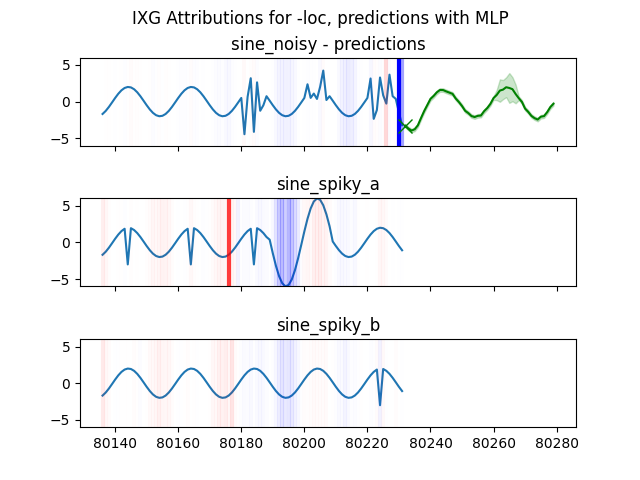 IXG Attributions for -loc, predictions with MLP
sine_noisy - predictions
5
0
−5
sine_spiky_a
5
0
−5
sine_spiky_b
5
0
−5
80140 80160 80180 80200 80220 80240 80260 80280